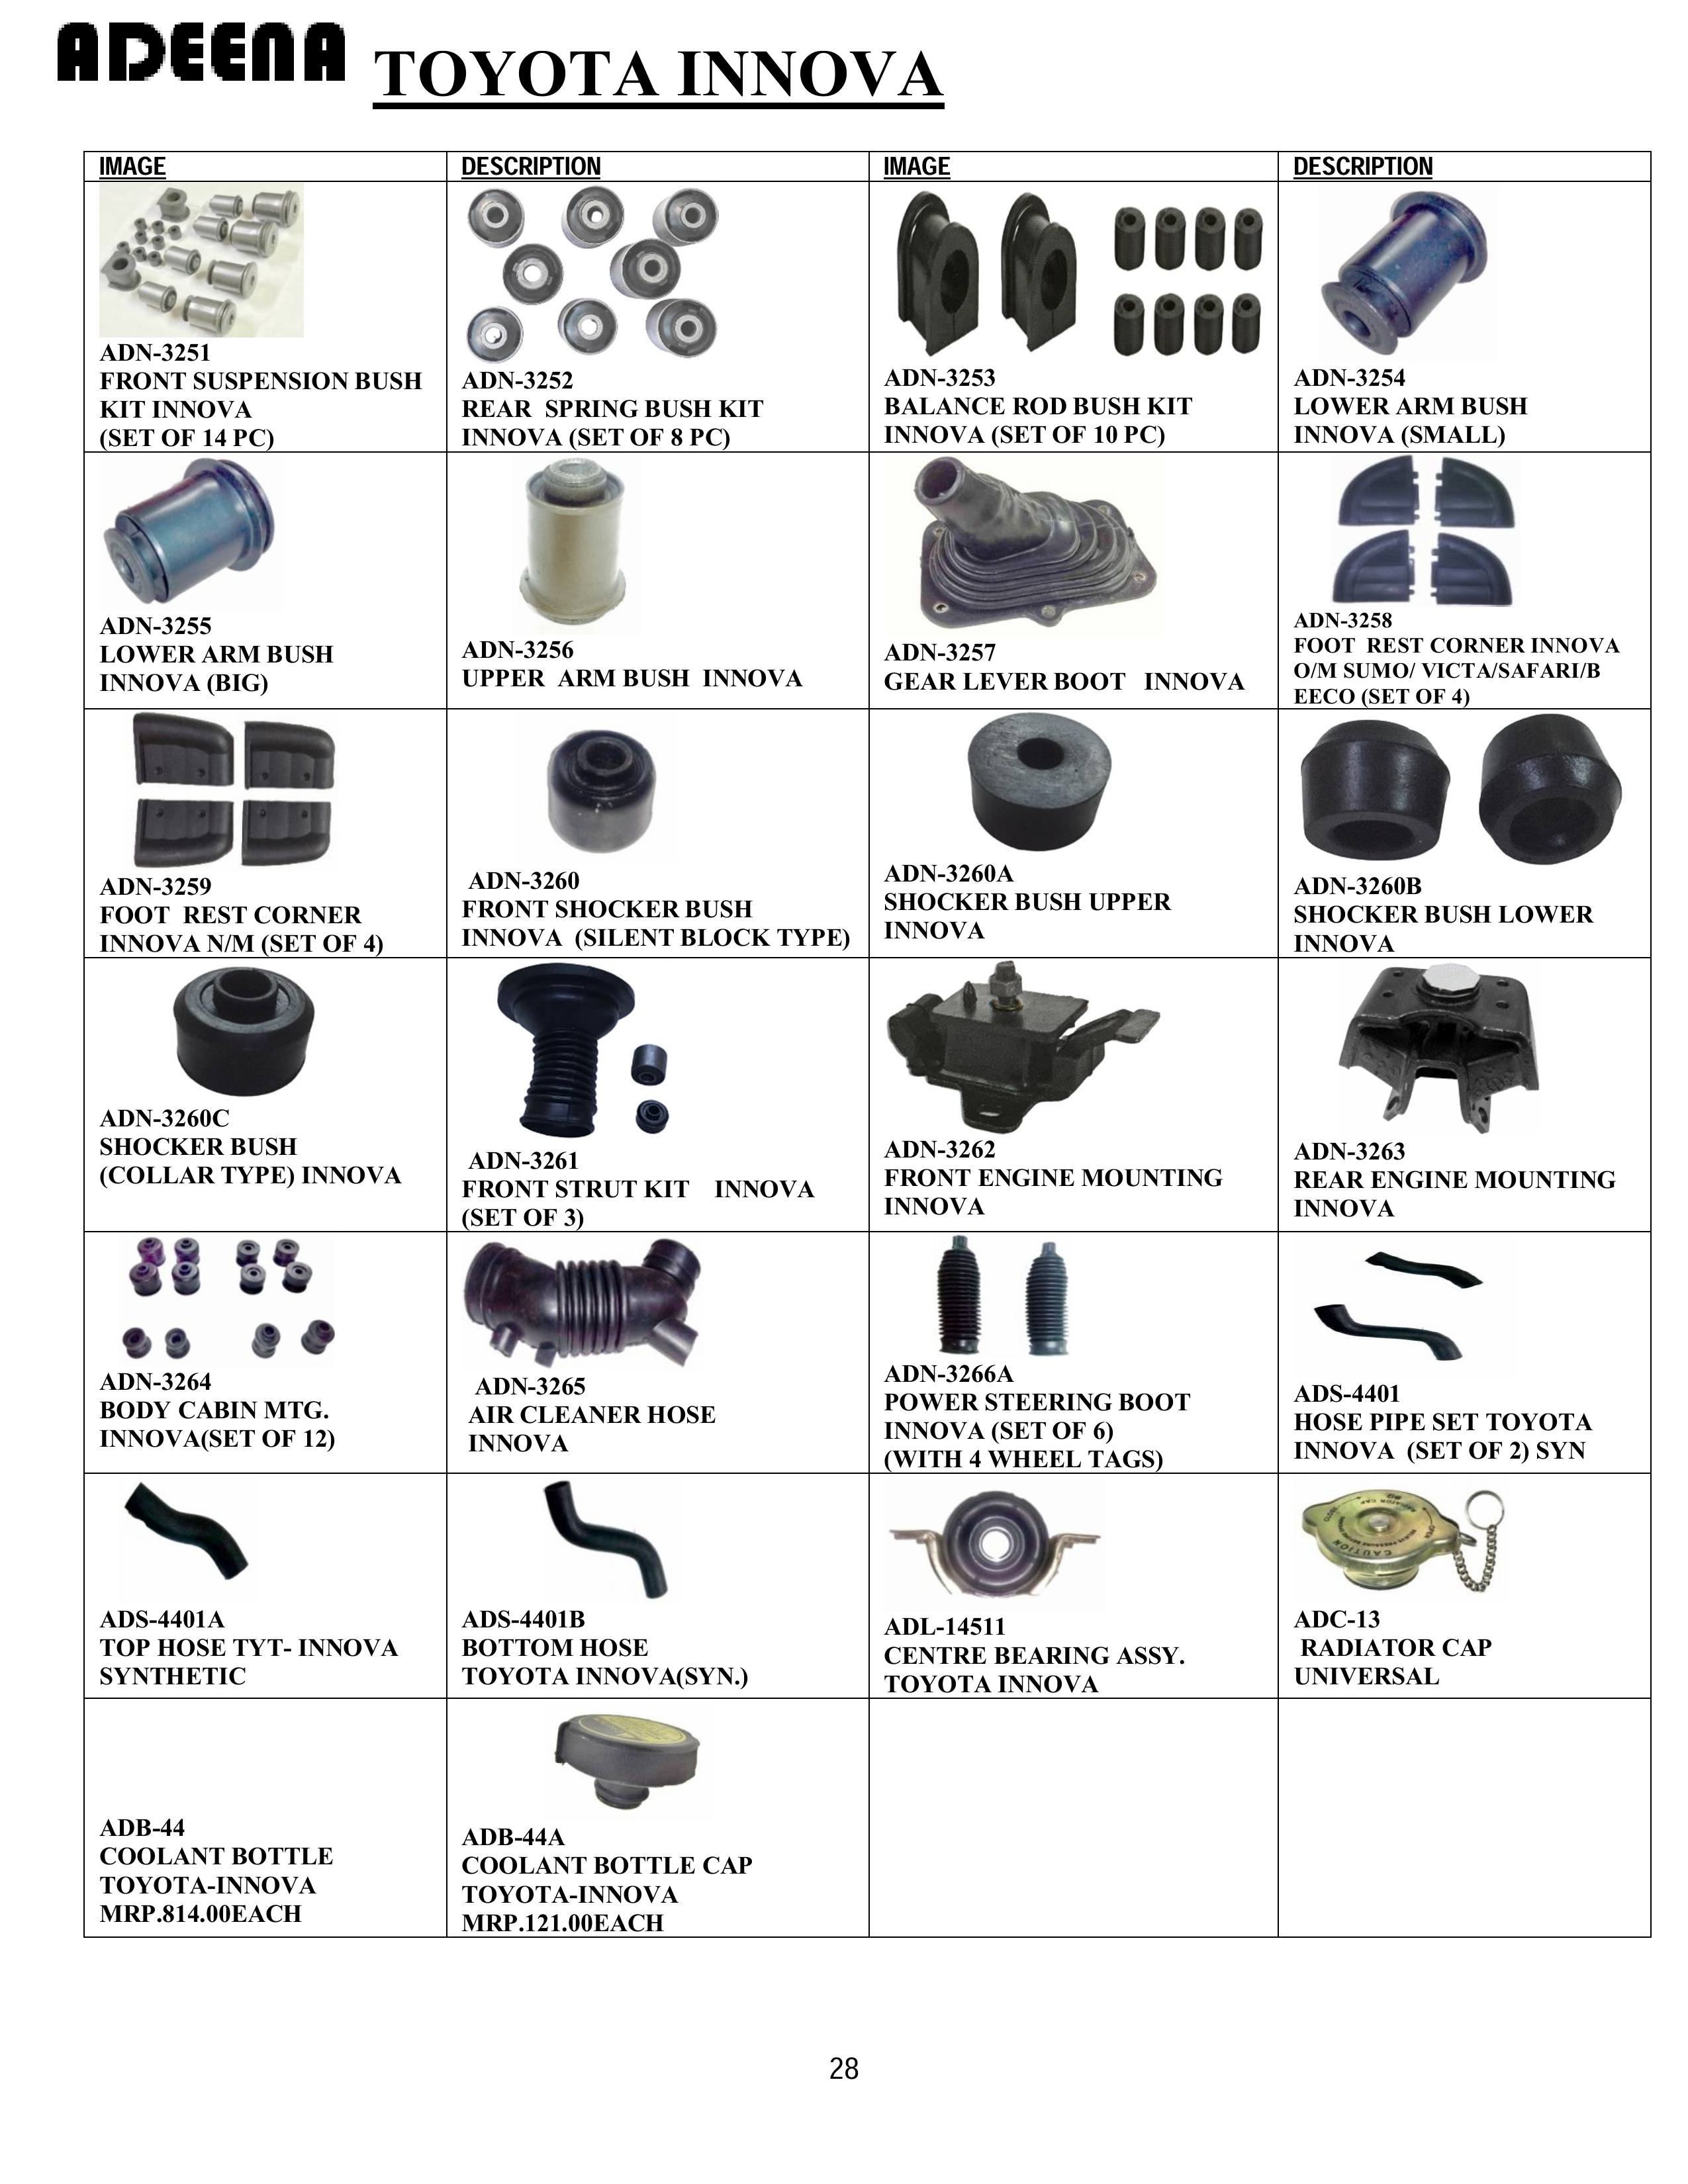 ADEENA TOYOTA INNOVA
IMAGE DESCRIPTION IMAGE DESCRIPTION
ADN-3251
FRONT SUSPENSION BUSH
KIT INNOVA
(SET OF 14 PC)
ADN-3252
REAR SPRING BUSH KIT
INNOVA (SET OF 8 PC)
ADN-3253
BALANCE ROD BUSH KIT
INNOVA (SET OF 10 PC)
ADN-3254
LOWER ARM BUSH
INNOVA (SMALL)
ADN-3255
LOWER ARM BUSH
INNOVA (BIG)
ADN-3256
UPPER ARM BUSH INNOVA
ADN-3257
GEAR LEVER BOOT INNOVA
ADN-3258
FOOT REST CORNER INNOVA
O/M SUMO/ VICTA/SAFARI/B
EECO (SET OF 4)
ADN-3259
FOOT REST CORNER
INNOVA N/M (SET OF 4)
ADN-3260
FRONT SHOCKER BUSH
INNOVA (SILENT BLOCK TYPE)
ADN-3260A
SHOCKER BUSH UPPER
INNOVA
ADN-3260B
SHOCKER BUSH LOWER
INNOVA
ADN-3260C
SHOCKER BUSH
(COLLAR TYPE) INNOVA
ADN-3261
FRONT STRUT KIT INNOVA
(SET OF 3)
ADN-3262
FRONT ENGINE MOUNTING
INNOVA
ADN-3263
REAR ENGINE MOUNTING
INNOVA
ADN-3264
BODY CABIN MTG.
INNOVA(SET OF 12)
ADN-3265
AIR CLEANER HOSE
INNOVA
ADN-3266A
POWER STEERING BOOT
INNOVA (SET OF 6)
(WITH 4 WHEEL TAGS)
ADS-4401
HOSE PIPE SET TOYOTA
INNOVA (SET OF 2) SYN
ADS-4401A
TOP HOSE TYT- INNOVA
SYNTHETIC
ADS-4401B
BOTTOM HOSE
TOYOTA INNOVA(SYN.)
ADL-14511
CENTRE BEARING ASSY.
TOYOTA INNOVA
CAUTION
OPEN
ADC-13
RADIATOR CAP
UNIVERSAL
ADB-44
COOLANT BOTTLE
TOYOTA-INNOVA
MRP.814.00EACH
ADB-44A
COOLANT BOTTLE CAP
TOYOTA-INNOVA
MRP.121.00EACH
28